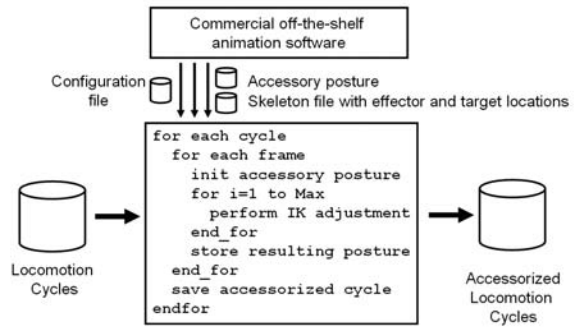 Commercial off-the-shelf
animation software
Configuration
file
Accessory posture
Skeleton file with effector and target locations
for each cycle
for each frame
init accessory posture
for i=1 to Max
perform IK adjustment
end_for
store resulting posture
end_for
save accessorized cycle
endfor
Locomotion
Cycles
Accessorized
Locomotion
Cycles